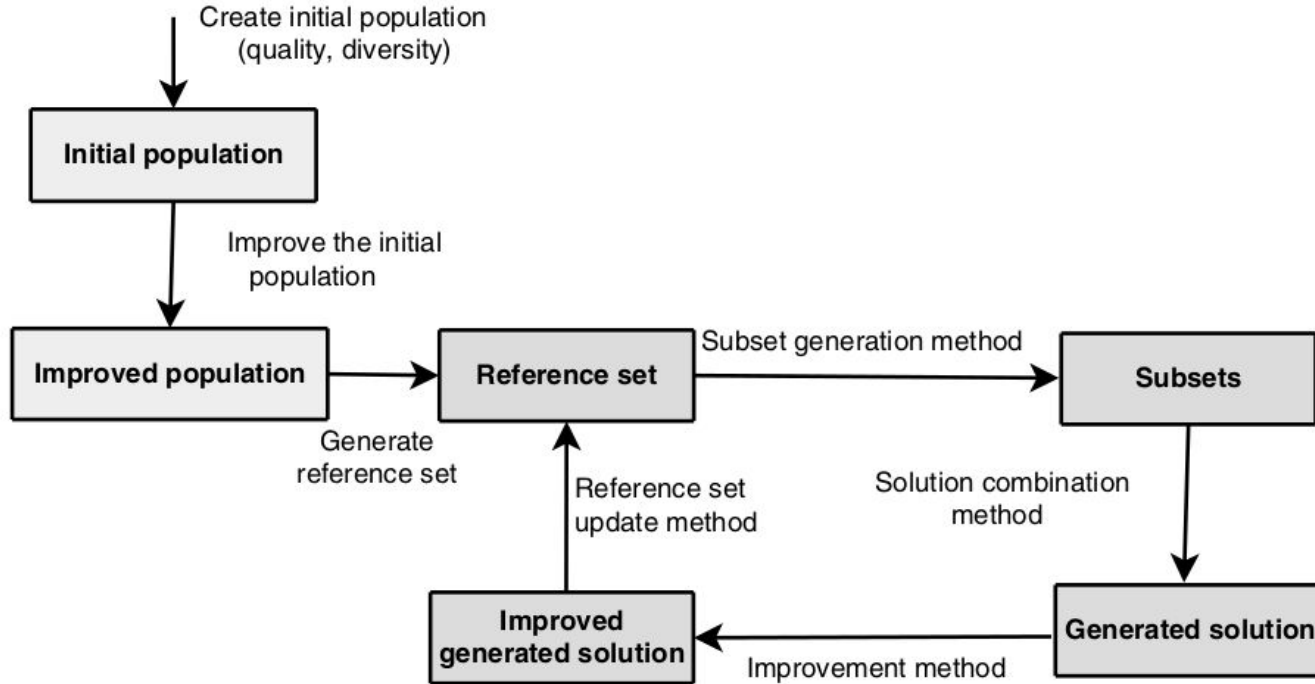 Create initial population
(quality, diversity)
Initial population
Improve the initial
population
Improved population
Generate
reference set
Reference set
Subset generation method
Subsets
Solution combination
method
Generated solution
Improvement method
Improved
generated solution
Reference set
update method